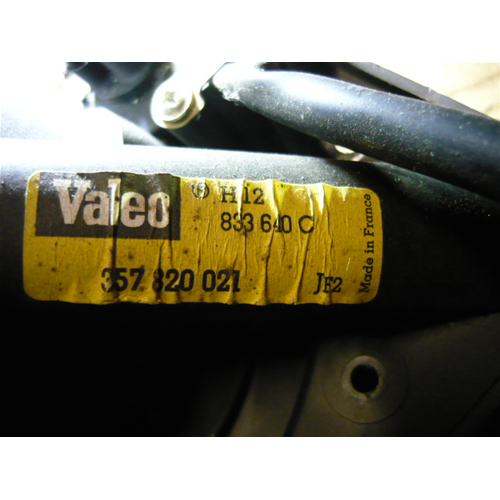 Valeo H12
833 640 C
357 820 021 JE2
Made in France